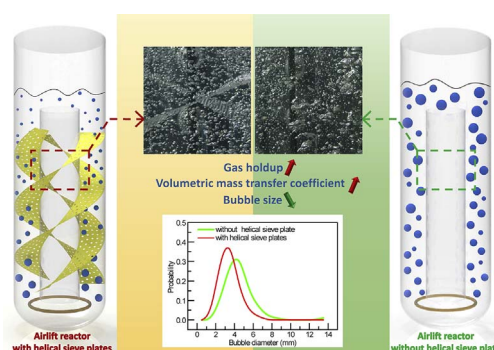 Gas holdup
Volumetric mass transfer coefficient
Bubble size
0.5
0.4
0.3
0.2
0.1
0.0
Probability
without helical sieve plate
with helical sieve plates
0 2 4 6 8 10 12 14
Bubble diameter (mm)
Airlift reactor
with helical sieve plates
Airlift reactor
without helical sieve